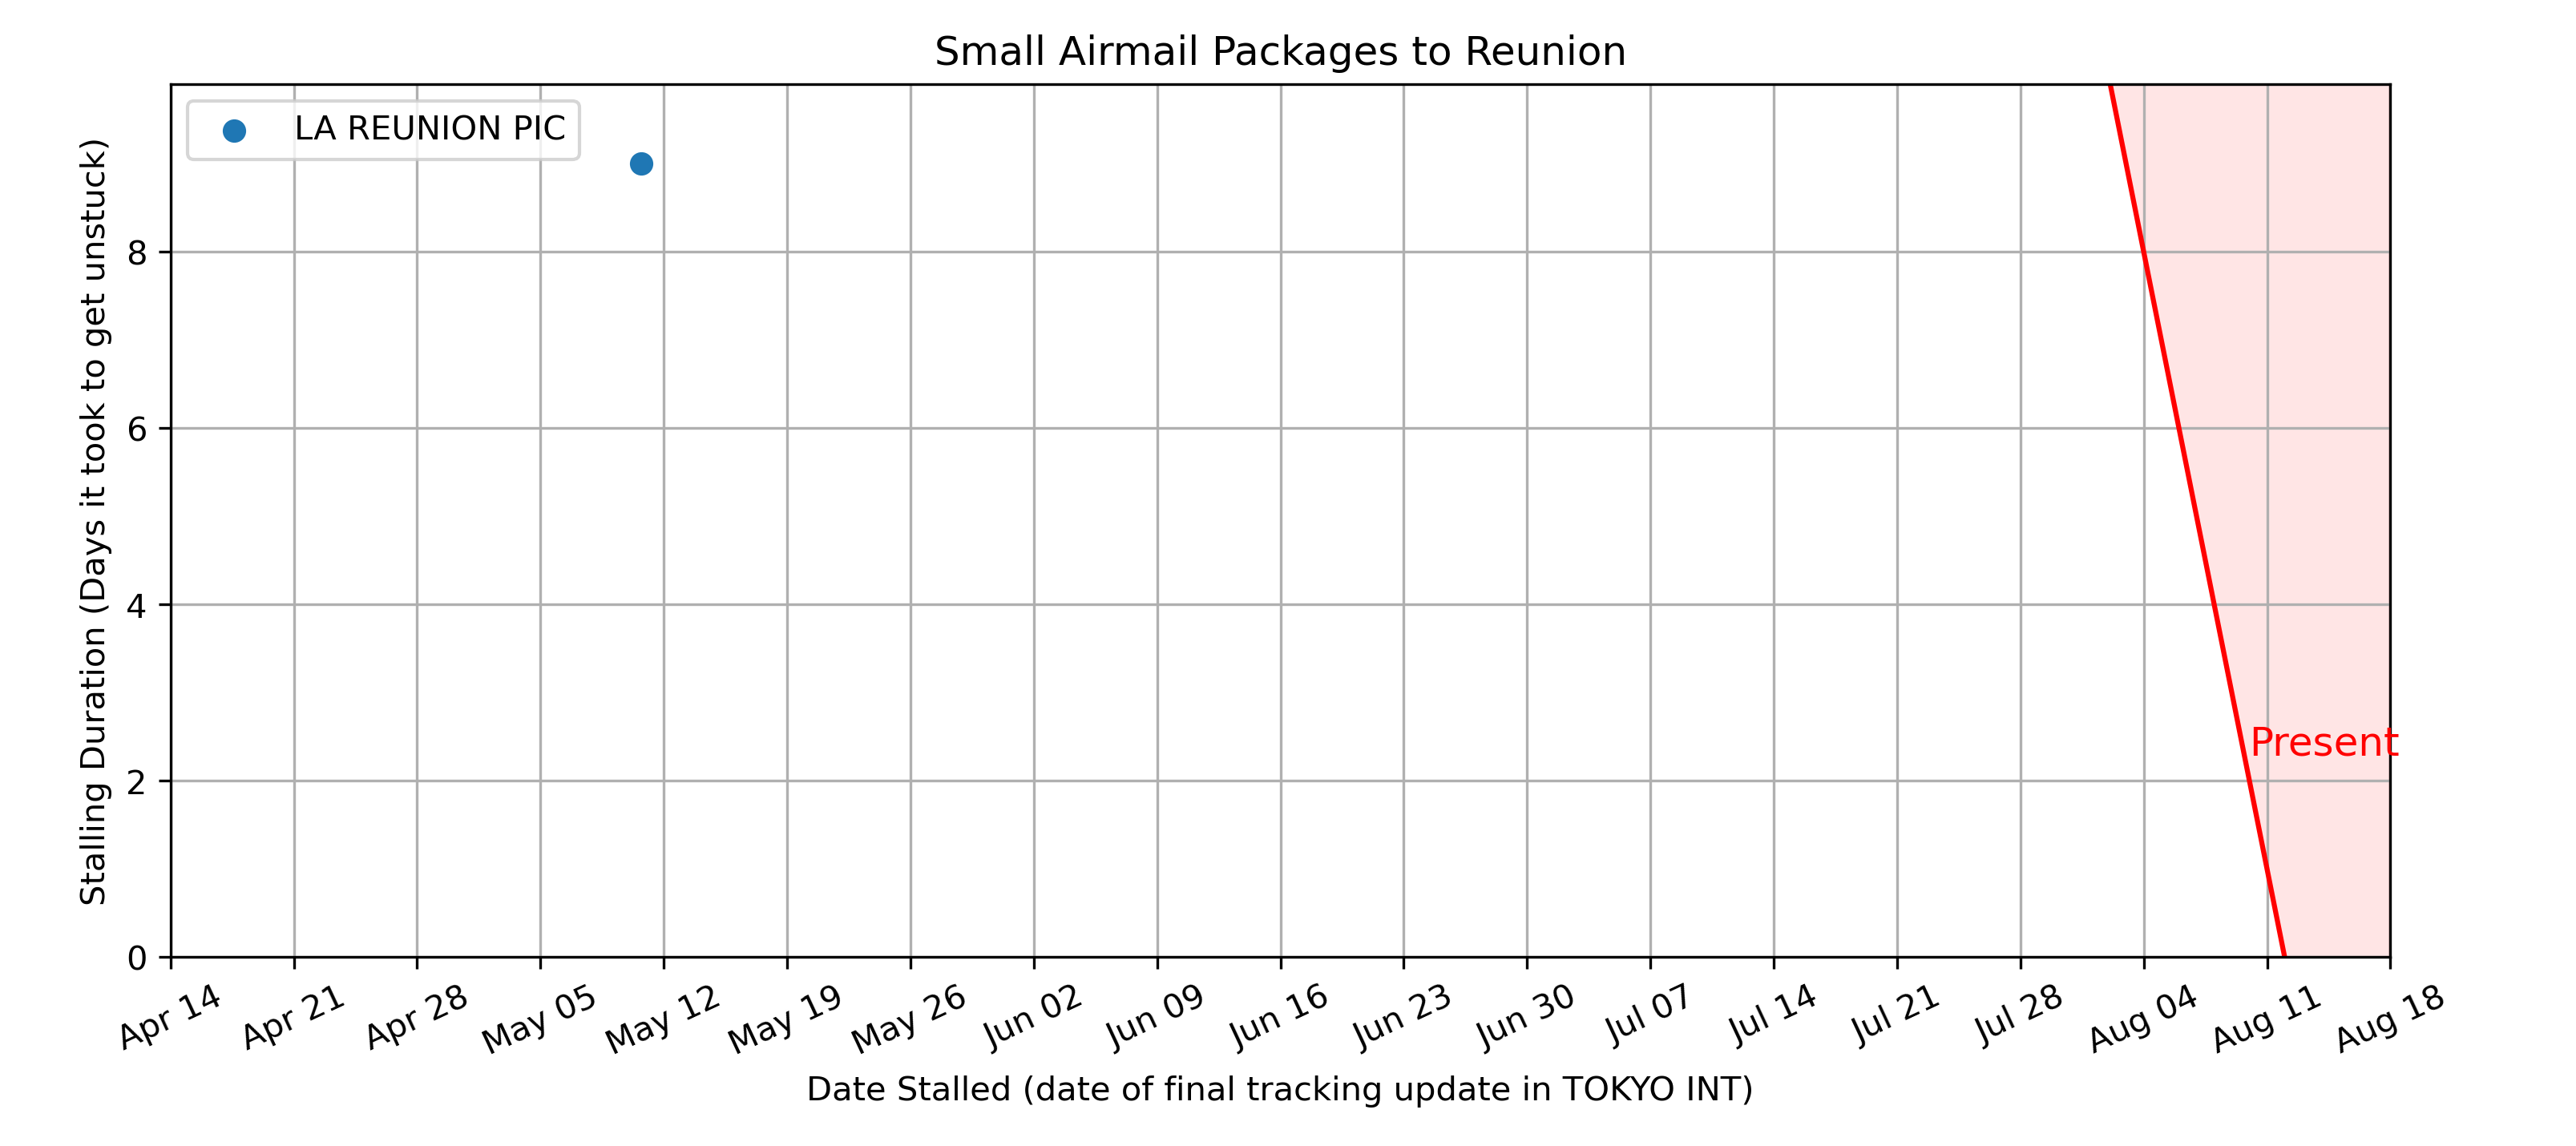 Small Airmail Packages to Reunion
LA REUNION PIC
Stalling Duration (Days it took to get unstuck)
8
6
4
2
0
Present
Apr 14
Apr 21
Apr 28
May 05
May 12
May 19
May 26
Jun 02
Jun 09
Jun 16
Jun 23
Jun 30
Jul 07
Jul 14
Jul 21
Jul 28
Aug 04
Aug 11
Aug 18
Date Stalled (date of final tracking update in TOKYO INT)